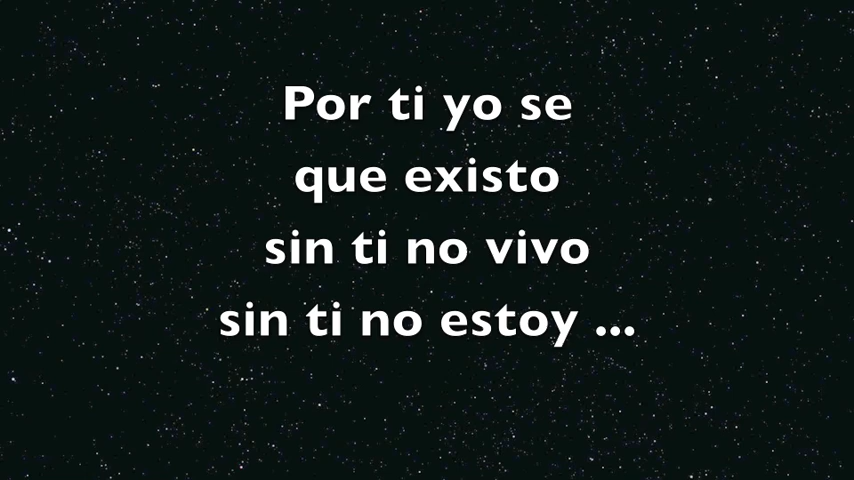 Por ti yo se
que existo
sin ti no vivo
sin ti no estoy ...